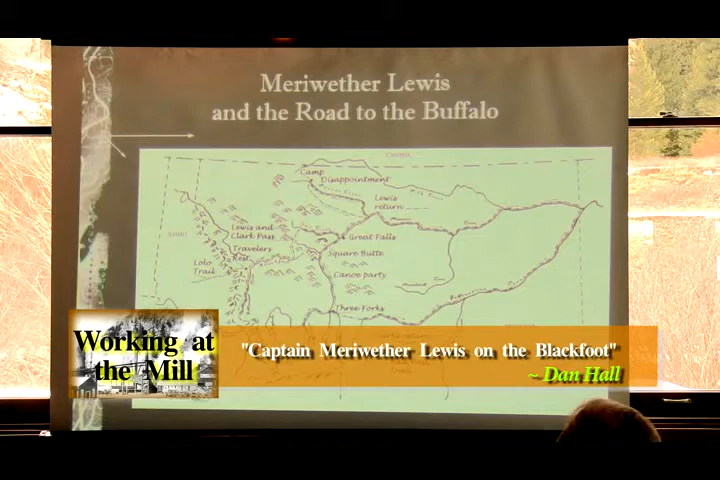 Meriwether Lewis
and the Road to the Buffalo
CANADA
Camp
Disappointment
Lewis
return
IDAHO
Lewis and
Clark Pass
Great Falls
Travelers
Rest
Square Butte
Lolo
Trail
Canoe party
Three Forks
Working at
the Mill
"Captain Meriwether Lewis on the Blackfoot"
~ Dan Hall